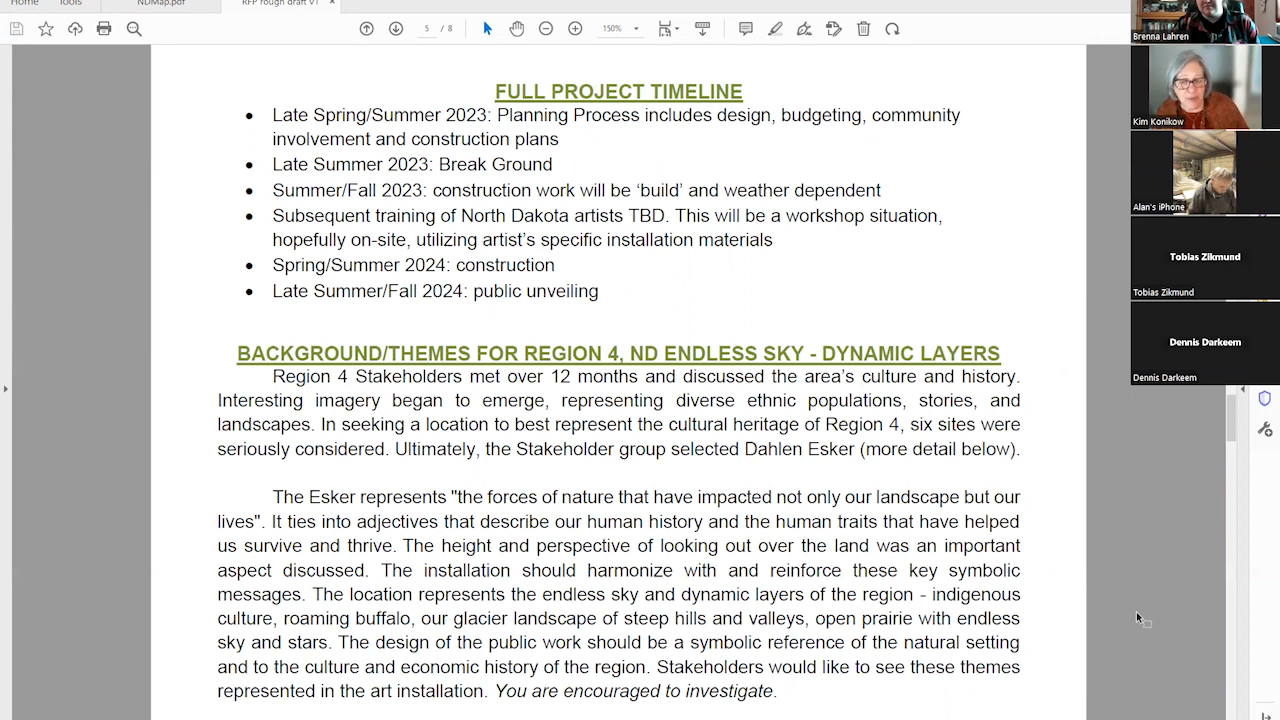 Home Tools NDMap.pdf RFP rough draft v1 ×
5 / 8 150%
FULL PROJECT TIMELINE
• Late Spring/Summer 2023: Planning Process includes design, budgeting, community
involvement and construction plans
• Late Summer 2023: Break Ground
• Summer/Fall 2023: construction work will be ‘build’ and weather dependent
• Subsequent training of North Dakota artists TBD. This will be a workshop situation,
hopefully on-site, utilizing artist’s specific installation materials
• Spring/Summer 2024: construction
• Late Summer/Fall 2024: public unveiling
BACKGROUND/THEMES FOR REGION 4, ND ENDLESS SKY - DYNAMIC LAYERS
Region 4 Stakeholders met over 12 months and discussed the area’s culture and history.
Interesting imagery began to emerge, representing diverse ethnic populations, stories, and
landscapes. In seeking a location to best represent the cultural heritage of Region 4, six sites were
seriously considered. Ultimately, the Stakeholder group selected Dahlen Esker (more detail below).
The Esker represents "the forces of nature that have impacted not only our landscape but our
lives". It ties into adjectives that describe our human history and the human traits that have helped
us survive and thrive. The height and perspective of looking out over the land was an important
aspect discussed. The installation should harmonize with and reinforce these key symbolic
messages. The location represents the endless sky and dynamic layers of the region - indigenous
culture, roaming buffalo, our glacier landscape of steep hills and valleys, open prairie with endless
sky and stars. The design of the public work should be a symbolic reference of the natural setting
and to the culture and economic history of the region. Stakeholders would like to see these themes
represented in the art installation. You are encouraged to investigate.
Brenna Lahren
Kim Konikow
Alan's iPhone
Tobias Zikmund
Tobias Zikmund
Dennis Darkeem
Dennis Darkeem